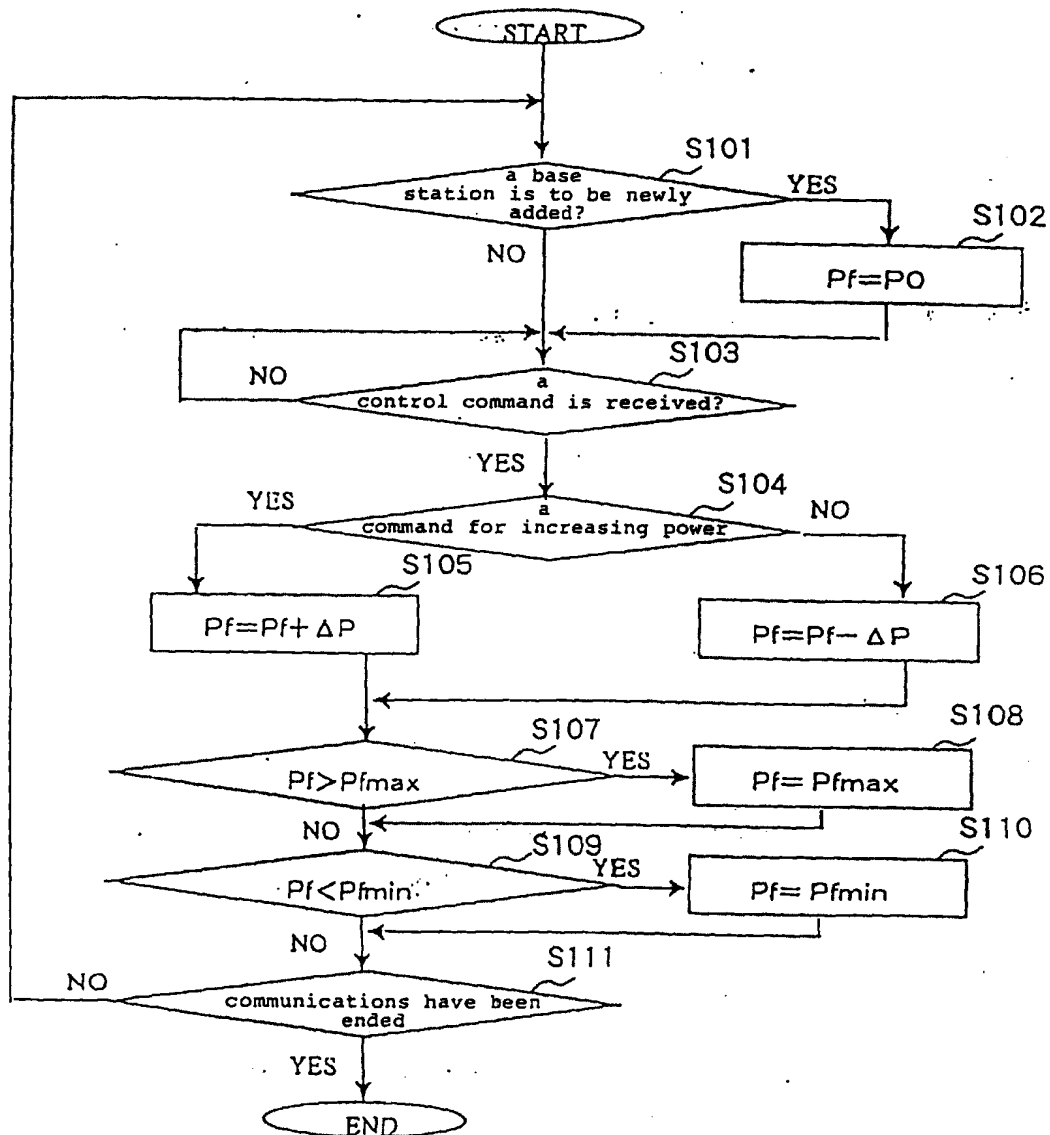 START
S101
a base
station is to be newly
added?
YES
S102
NO
Pf=P0
S103
NO
a
control command is received?
YES
S104
YES
a
command for increasing power
NO
S105
S106
Pf=Pf+ΔP
Pf=Pf−ΔP
S107
S108
Pf>Pfmax
YES
Pf=Pfmax
NO
S109
S110
Pf<Pfmin
YES
Pf=Pfmin
NO
S111
NO
communications have been
ended
YES
END